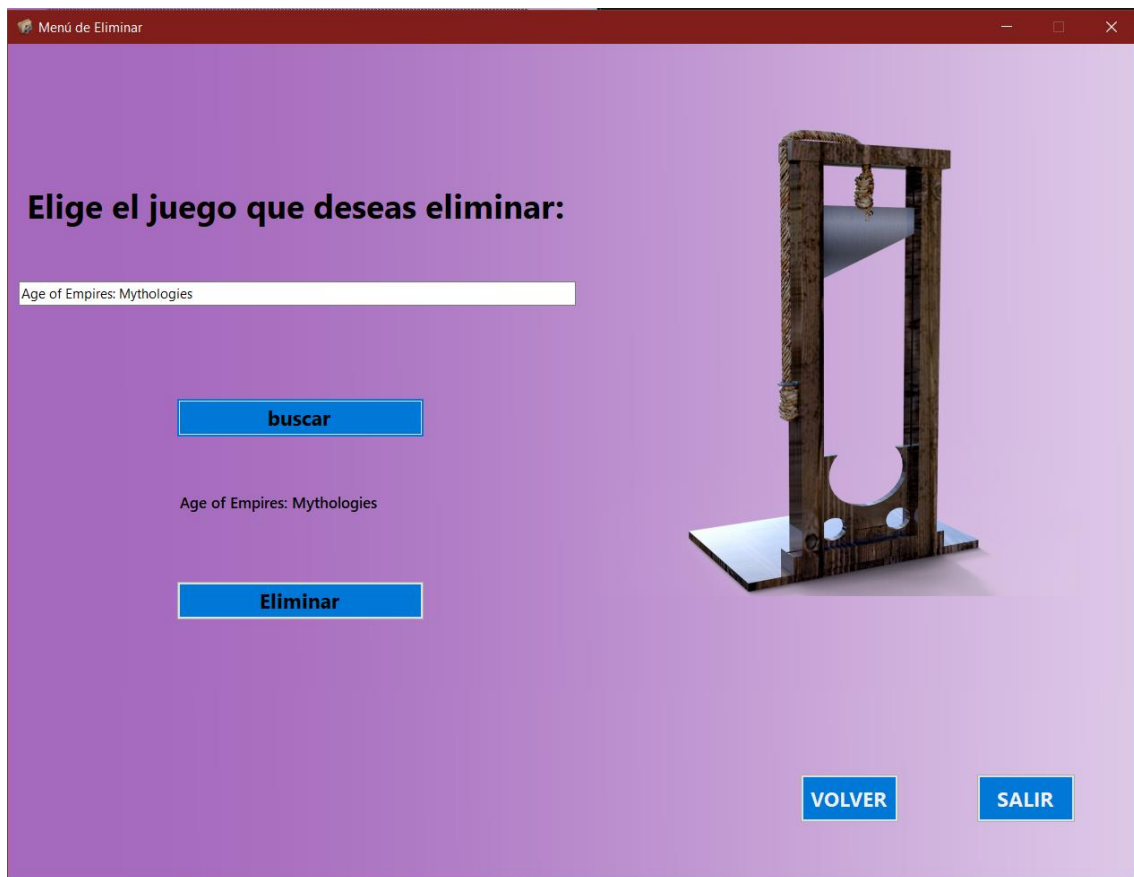 Menú de Eliminar
Elige el juego que deseas eliminar:
Age of Empires: Mythologies
buscar
Age of Empires: Mythologies
Eliminar
VOLVER
SALIR